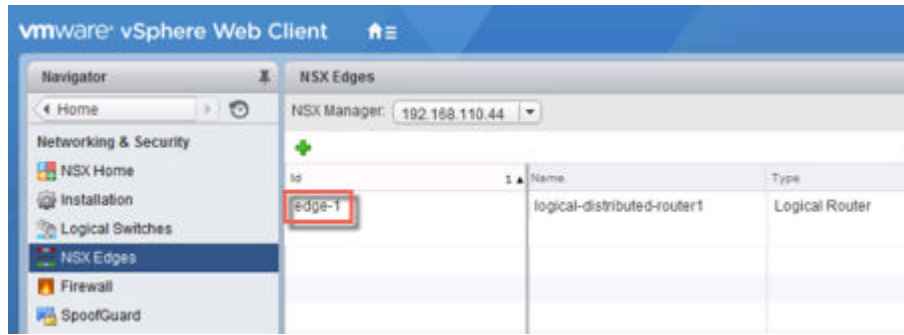 vmware® vSphere Web Client
Navigator
NSX Edges
Home
NSX Manager: 192.168.110.44
Networking & Security
NSX Home
Id 1 Name Type
Installation
edge-1 logical-distributed-router1 Logical Router
Logical Switches
NSX Edges
Firewall
SpoofGuard